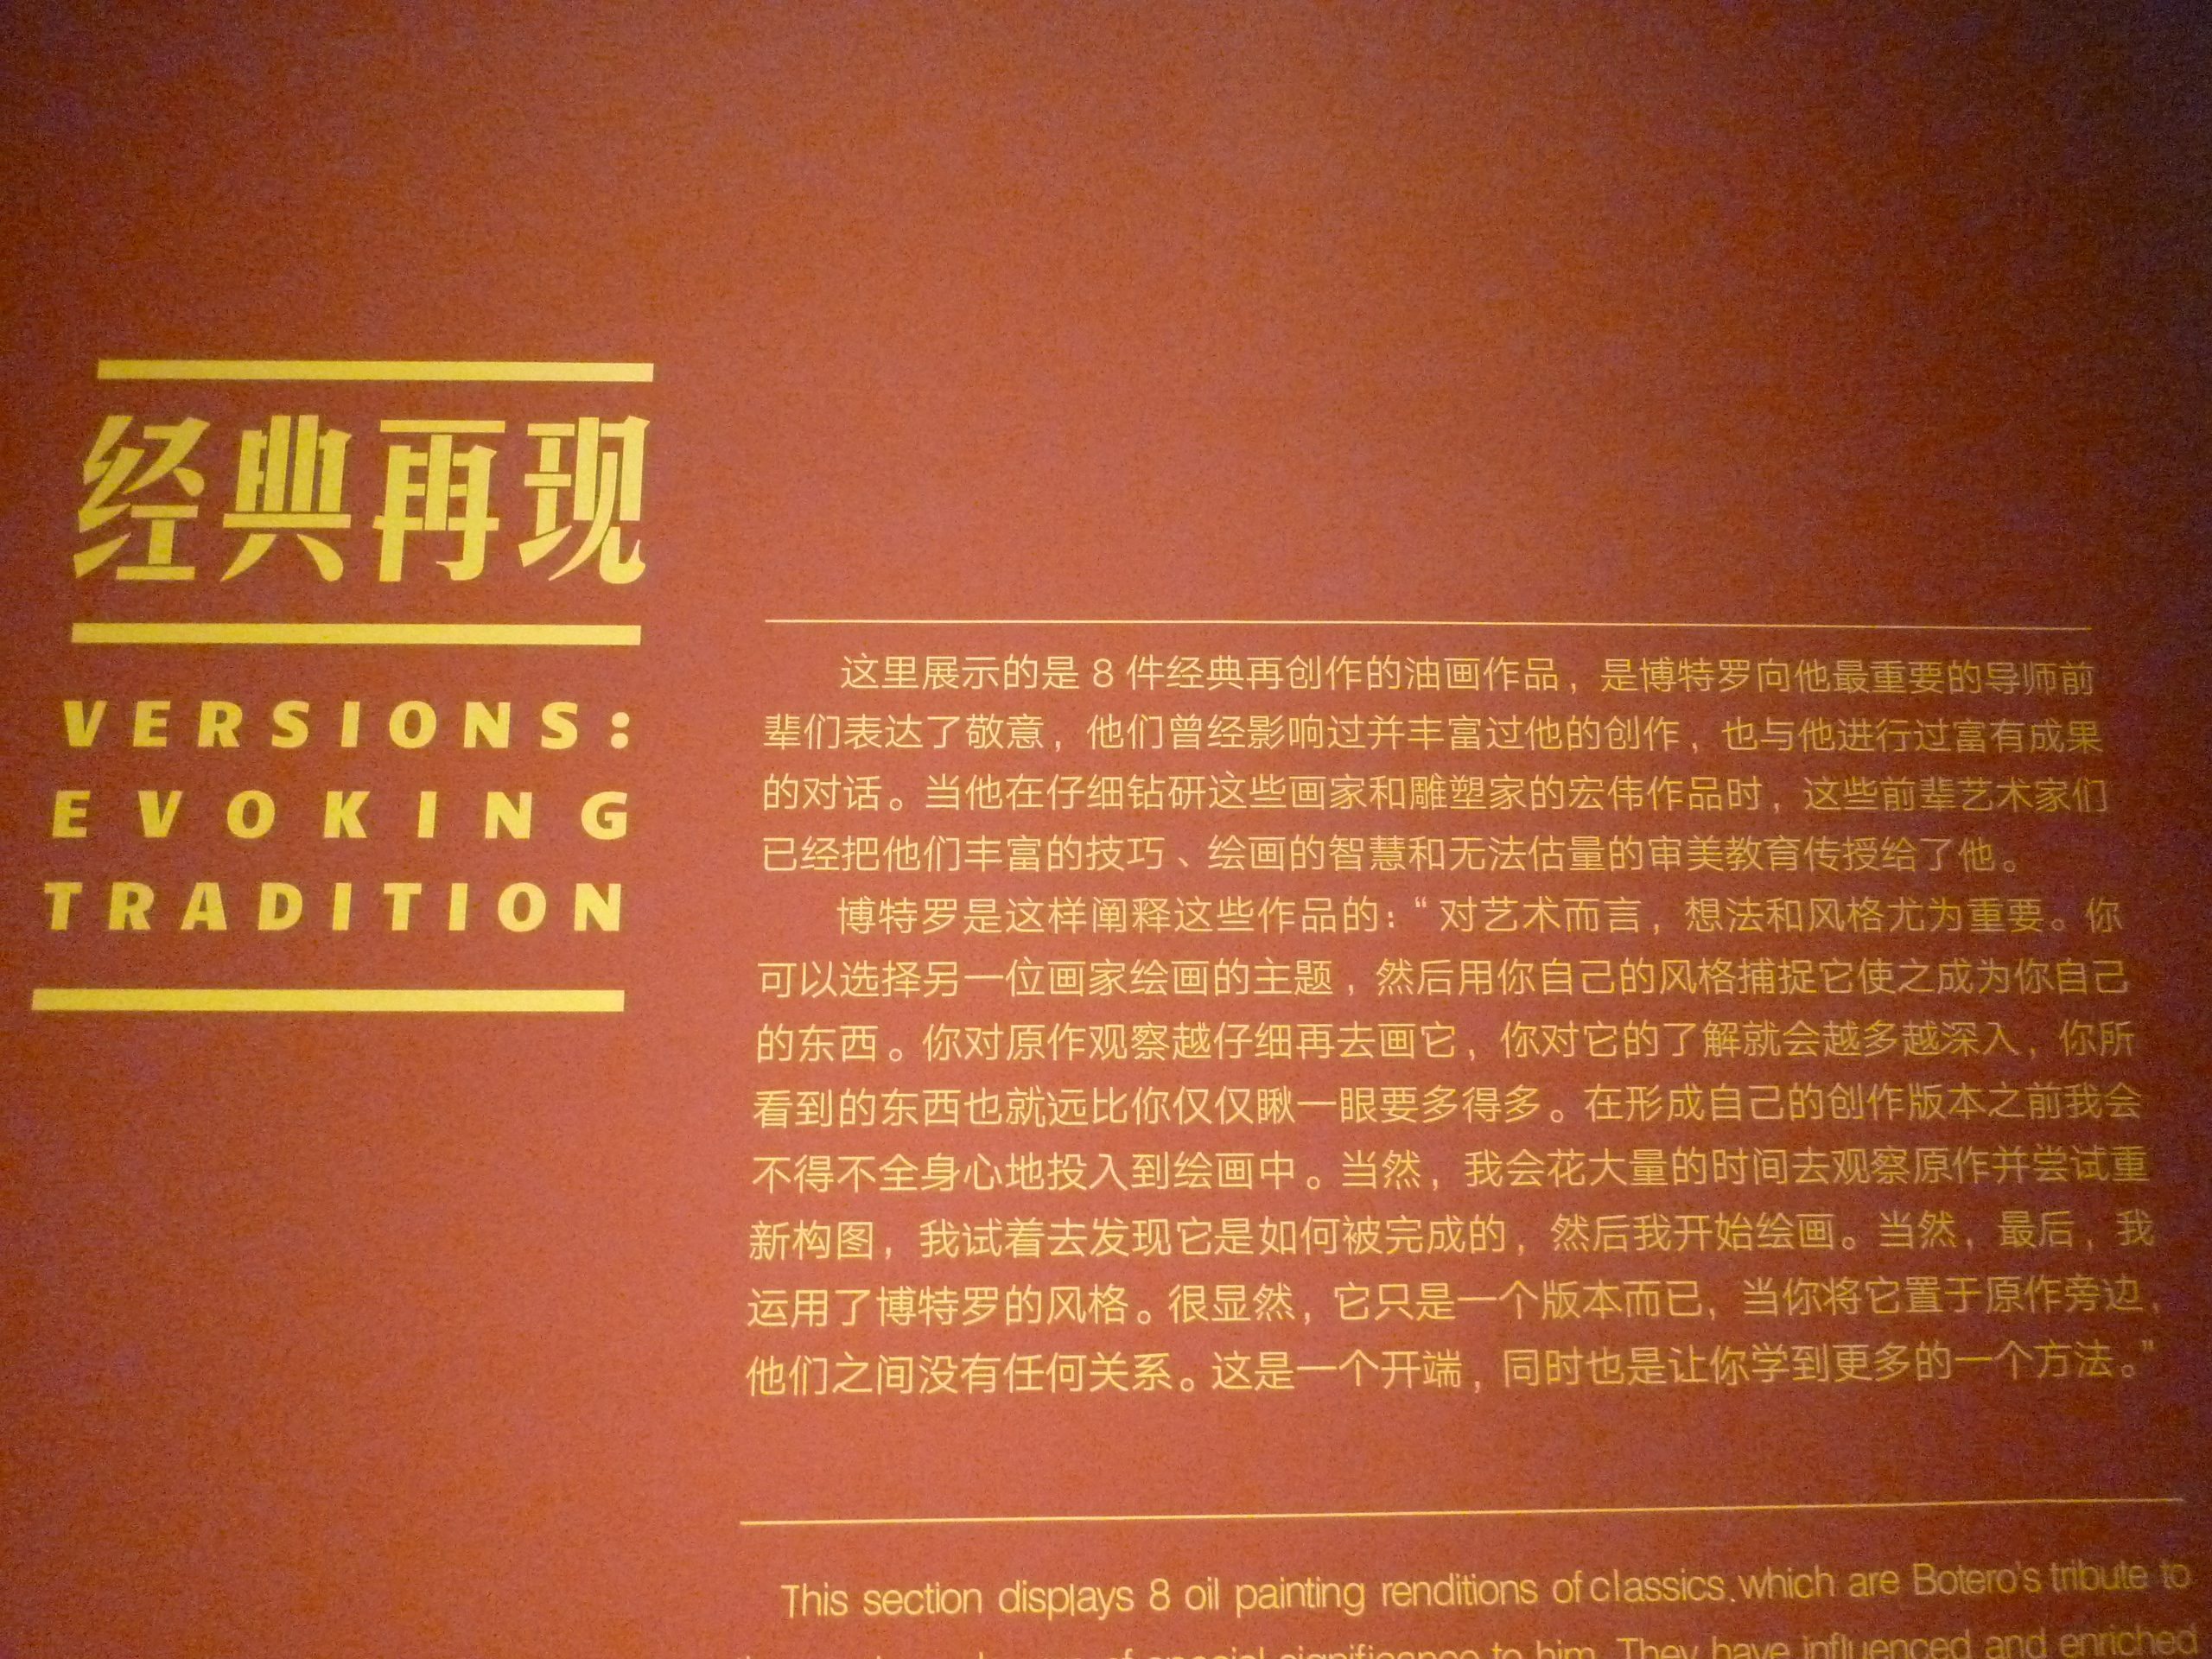 经典再现
VERSIONS:
EVOKING
TRADITION
这里展示的是 8 件经典再创作的油画作品，是博特罗向他最重要的导师前
辈们表达了敬意，他们曾经影响过并丰富过他的创作，也与他进行过富有成果
的对话。当他在仔细钻研这些画家和雕塑家的宏伟作品时，这些前辈艺术家们
已经把他们丰富的技巧、绘画的智慧和无法估量的审美教育传授给了他。
博特罗是这样阐释这些作品的：“对艺术而言，想法和风格尤为重要。你
可以选择另一位画家绘画的主题，然后用你自己的风格捕捉它使之成为你自己
的东西。你对原作观察越仔细再去画它，你对它的了解就会越多越深入，你所
看到的东西也就远比你仅仅瞅一眼要多得多。在形成自己的创作版本之前我会
不得不全身心地投入到绘画中。当然，我会花大量的时间去观察原作并尝试重
新构图，我试着去发现它是如何被完成的，然后我开始绘画。当然，最后，我
运用了博特罗的风格。很显然，它只是一个版本而已，当你将它置于原作旁边，
他们之间没有任何关系。这是一个开端，同时也是让你学到更多的一个方法。”
This section displays 8 oil painting renditions of classics, which are Botero's tribute to
of special significance to him. They have influenced and enriched